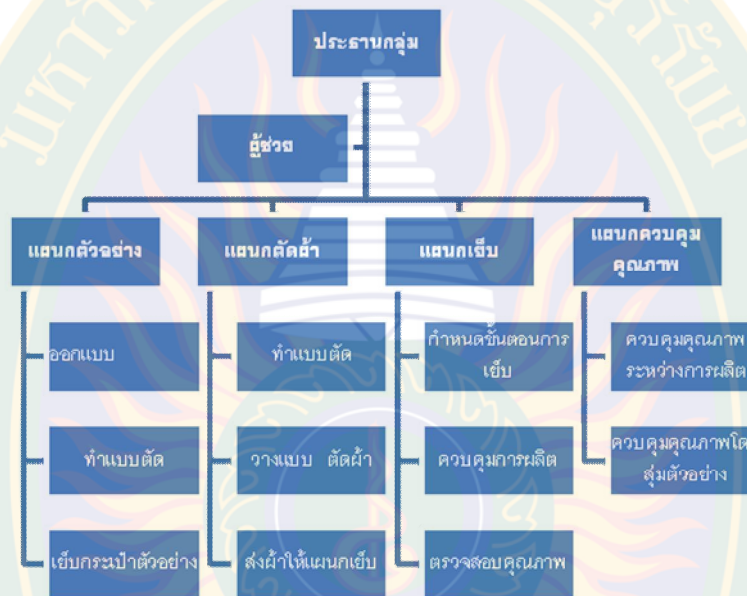 ประธานกลุ่ม
ผู้ช่วย
แผนกตัวอย่าง
แผนกตัดผ้า
แผนกเย็บ
แผนกควบคุม
คุณภาพ
ออกแบบ
ทำแบบตัด
กำหนดขั้นตอนการ
เย็บ
ควบคุมคุณภาพ
ระหว่างการผลิต
ทำแบบตัด
วางแบบ ตัดผ้า
ควบคุมการผลิต
ควบคุมคุณภาพโด
สุ่มตัวอย่าง
เย็บกระเป๋าตัวอย่าง
ส่งผ้าให้แผนกเย็บ
ตรวจสอบคุณภาพ